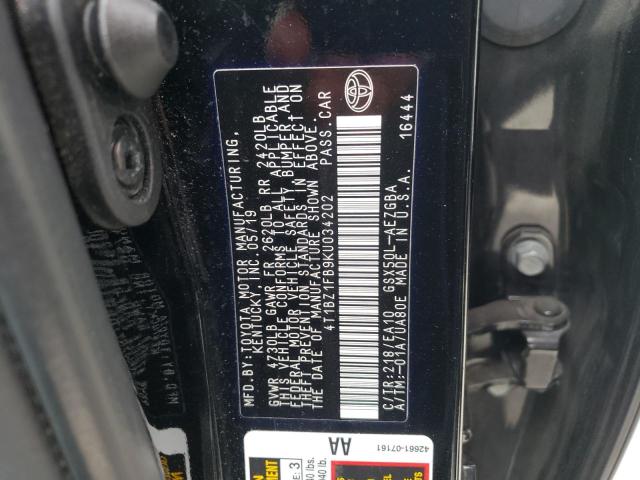 MFD.BY:TOYOTA MOTOR MANUFACTURING,
KENTUCKY,INC 05/19
GVWR 4730LB GAWR FR 2620LB RR 2420LB
THIS VEHICLE CONFORMS TO ALL APPLICABLE
FEDERAL MOTOR VEHICLE SAFETY, BUMPER, AND
THEFT PREVENTION STANDARDS IN EFFECT ON
THE DATE OF MANUFACTURE SHOWN ABOVE.
4T1BZ1FB9KU034202 PASS.CAR
C/TR:218/EA10 GSX50L-AEZGBA
A/TM:-01A/UA80E MADE IN U.S.A. 16444
42661-07161
AA